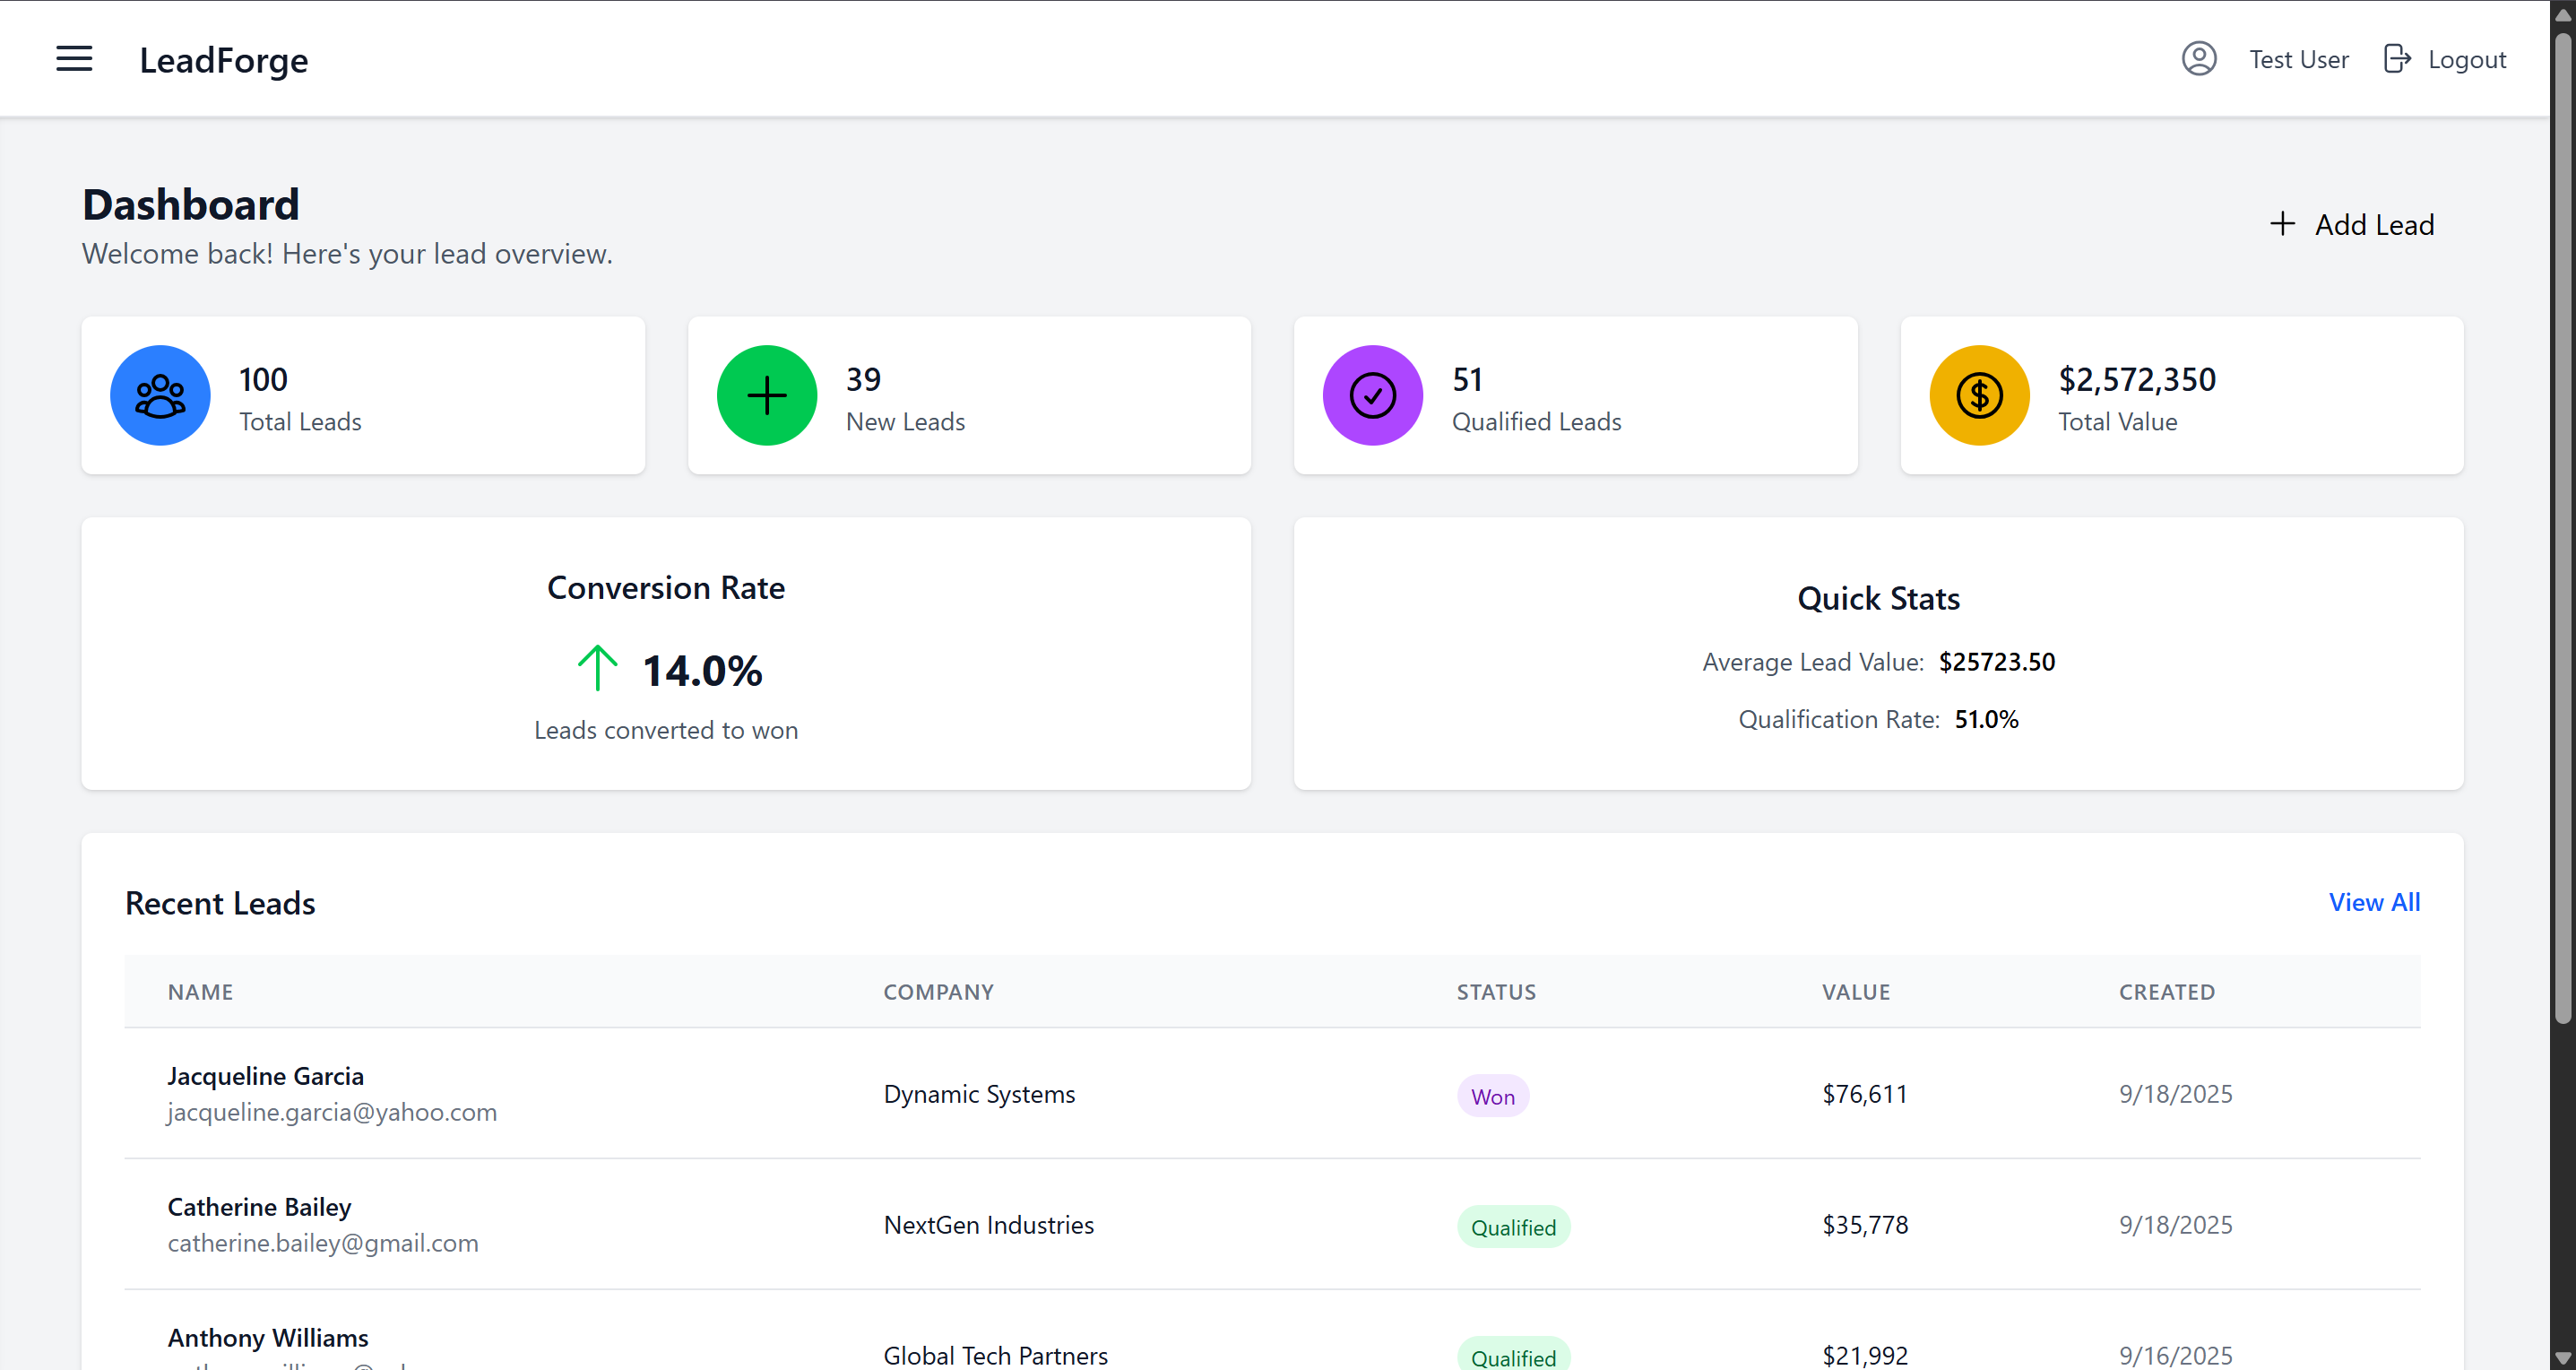 LeadForge
Test User
Logout
Dashboard
Welcome back! Here's your lead overview.
Add Lead
100
Total Leads
39
New Leads
51
Qualified Leads
$2,572,350
Total Value
Conversion Rate
14.0%
Leads converted to won
Quick Stats
Average Lead Value: $25723.50
Qualification Rate: 51.0%
Recent Leads
View All
NAME COMPANY STATUS VALUE CREATED
Jacqueline Garcia
jacqueline.garcia@yahoo.com
Dynamic Systems
Won
$76,611
9/18/2025
Catherine Bailey
catherine.bailey@gmail.com
NextGen Industries
Qualified
$35,778
9/18/2025
Anthony Williams
Global Tech Partners
Qualified
$21,992
9/16/2025